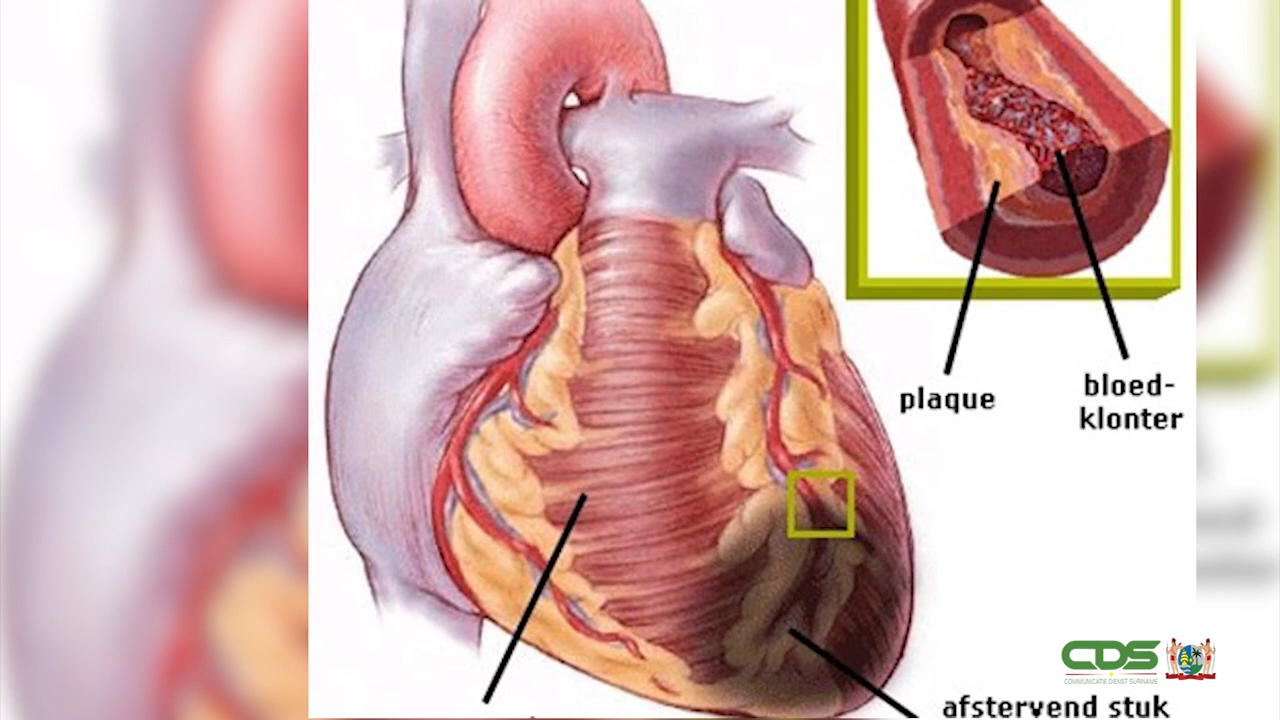 plaque
bloed-
klonter
afstervend stuk
CDS
COMMUNICATIE DIENST SURINAME